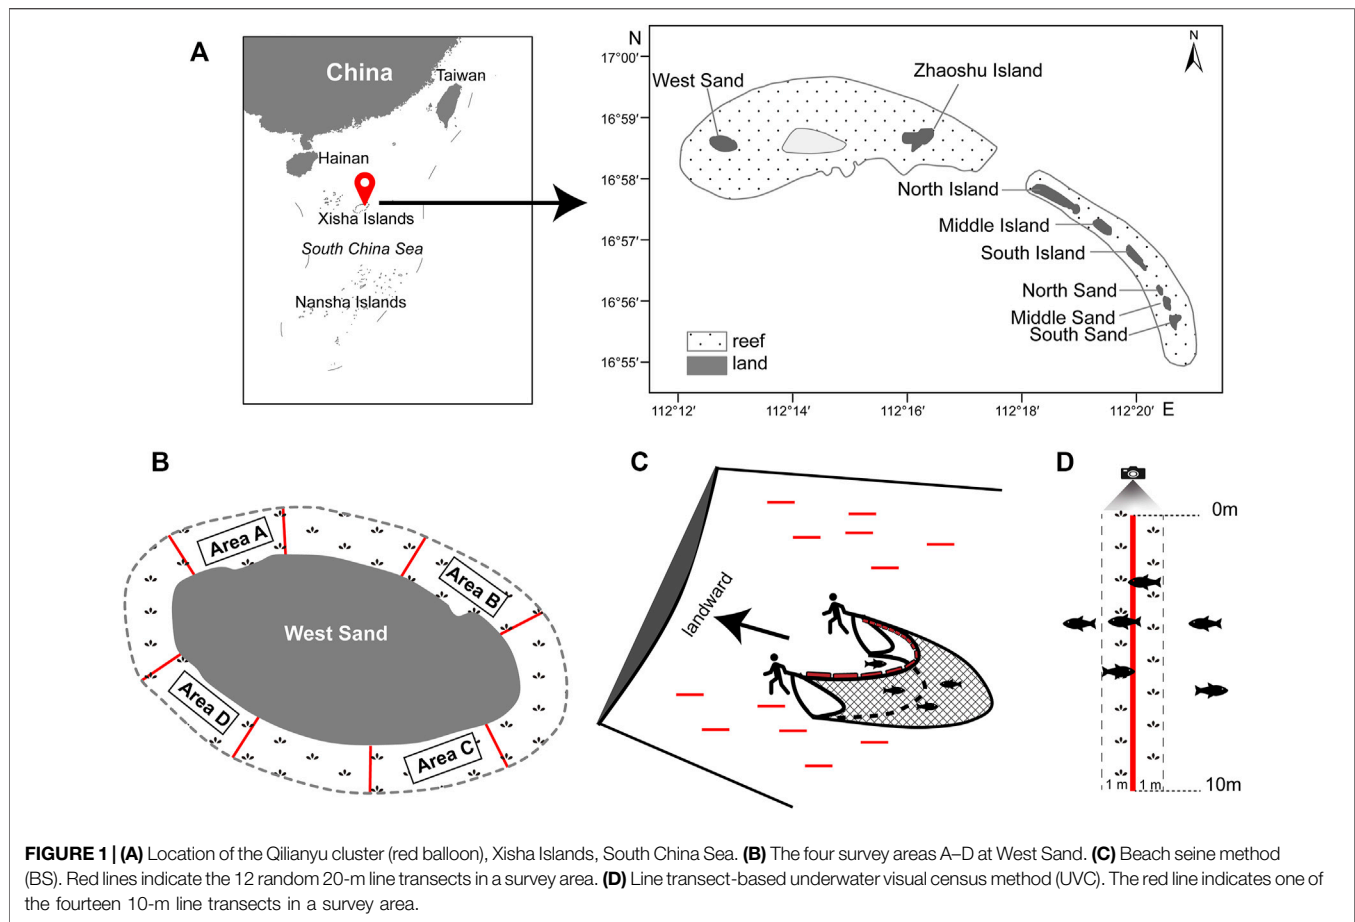 A
China
Taiwan
Hainan
Xisha Islands
South China Sea
Nansha Islands
N
17°00′
16°59′
16°58′
16°57′
16°56′
16°55′
112°12′
112°14′
112°16′
112°18′
112°20′
E
N
West Sand
Zhaoshu Island
North Island
Middle Island
South Island
North Sand
Middle Sand
South Sand
reef
land
B
Area A
Area B
West Sand
Area D
Area C
C
landward
D
0m
1 m
1 m
10m
FIGURE 1 | (A) Location of the Qilianyu cluster (red balloon), Xisha Islands, South China Sea. (B) The four survey areas A–D at West Sand. (C) Beach seine method
(BS). Red lines indicate the 12 random 20-m line transects in a survey area. (D) Line transect-based underwater visual census method (UVC). The red line indicates one of
the fourteen 10-m line transects in a survey area.